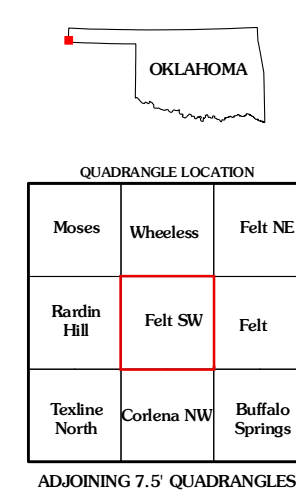 OKLAHOMA
QUADRANGLE LOCATION
Moses
Wheeless
Felt NE
Rardin
Hill
Felt SW
Felt
Texline
North
Corlena NW
Buffalo
Springs
ADJOINING 7.5' QUADRANGLES